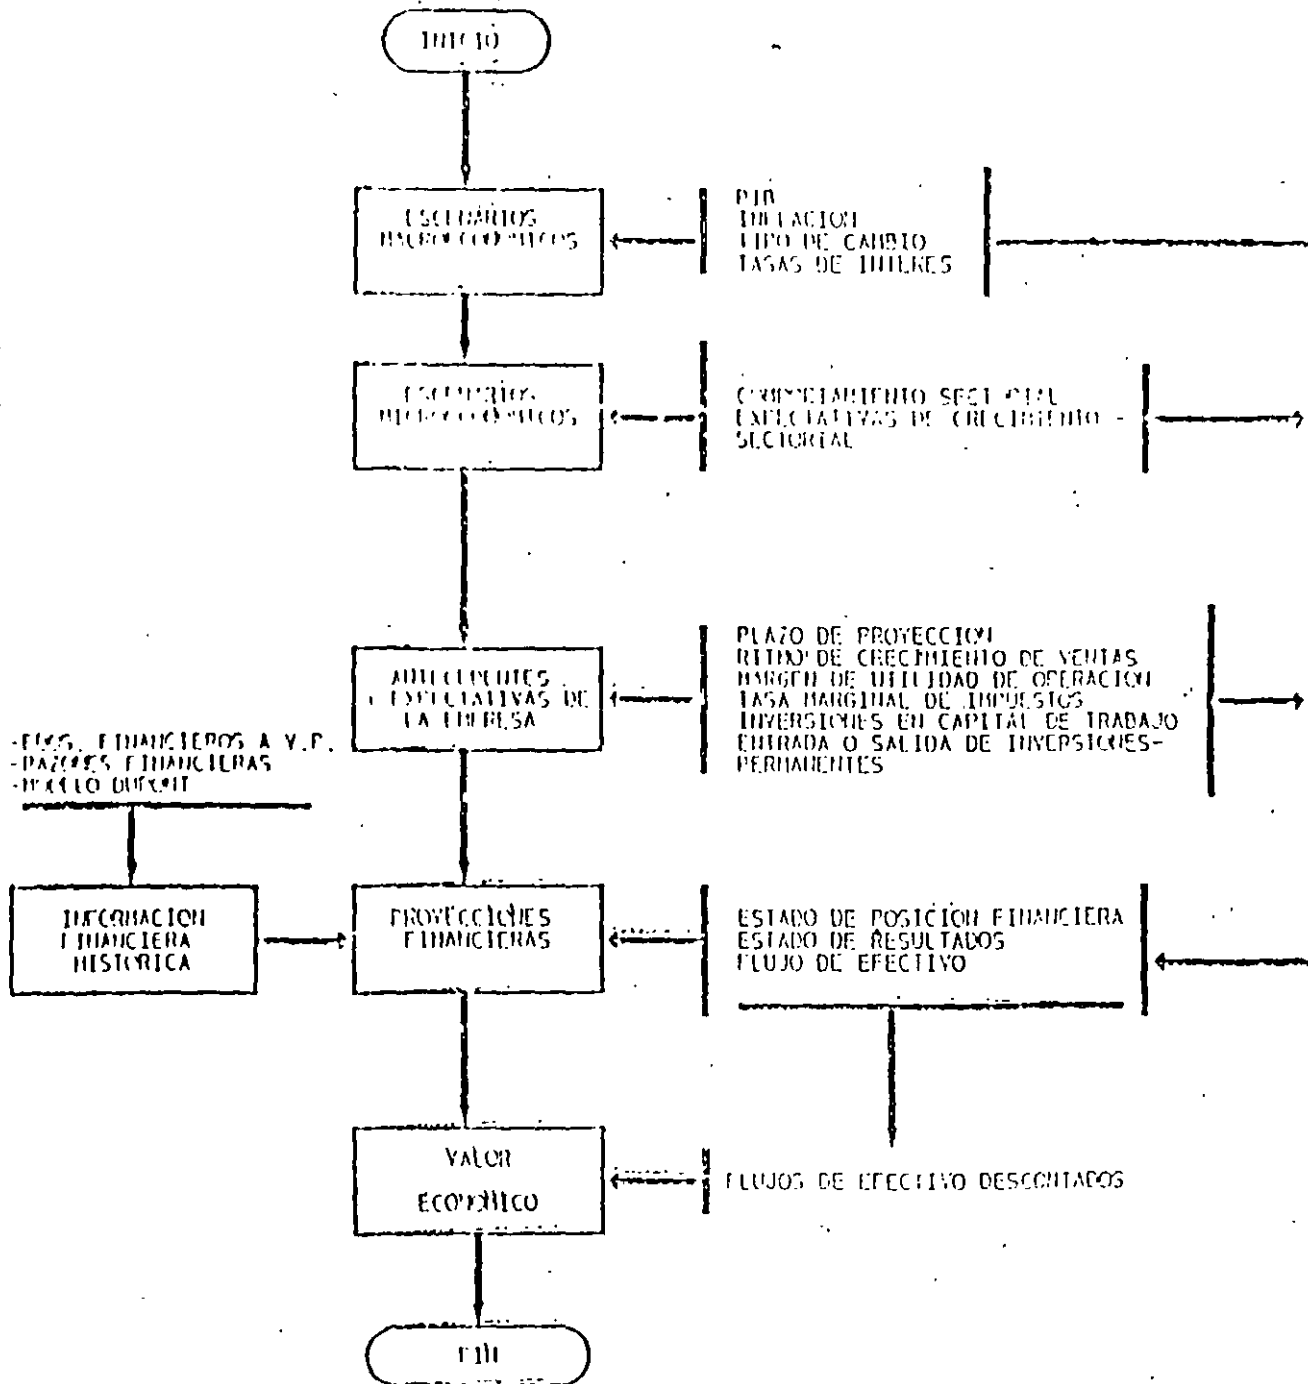 INICIO
ESCENARIOS
MACROECONOMICOS
PIB
INFLACION
TIPO DE CAMBIO
TASAS DE INTERES
ESCENARIOS
MICROECONOMICOS
COMPORTAMIENTO SECTORIAL
EXPECTATIVAS DE CRECIMIENTO -
SECTORIAL
ANTECEDENTES
Y EXPECTATIVAS DE
LA EMPRESA
PLAZO DE PROYECCION
RITMO DE CRECIMIENTO DE VENTAS
MARGEN DE UTILIDAD DE OPERACION
TASA MARGINAL DE IMPUESTOS
INVERSIONES EN CAPITAL DE TRABAJO
ENTRADA O SALIDA DE INVERSIONES-
PERMANENTES
-EDOS. FINANCIEROS A V.P.
-RAZONES FINANCIERAS
-MODELO DUPONT
INFORMACION
FINANCIERA
HISTORICA
PROYECCIONES
FINANCIERAS
ESTADO DE POSICION FINANCIERA
ESTADO DE RESULTADOS
FLUJO DE EFECTIVO
VALOR
ECONOMICO
FLUJOS DE EFECTIVO DESCONTADOS
FIN